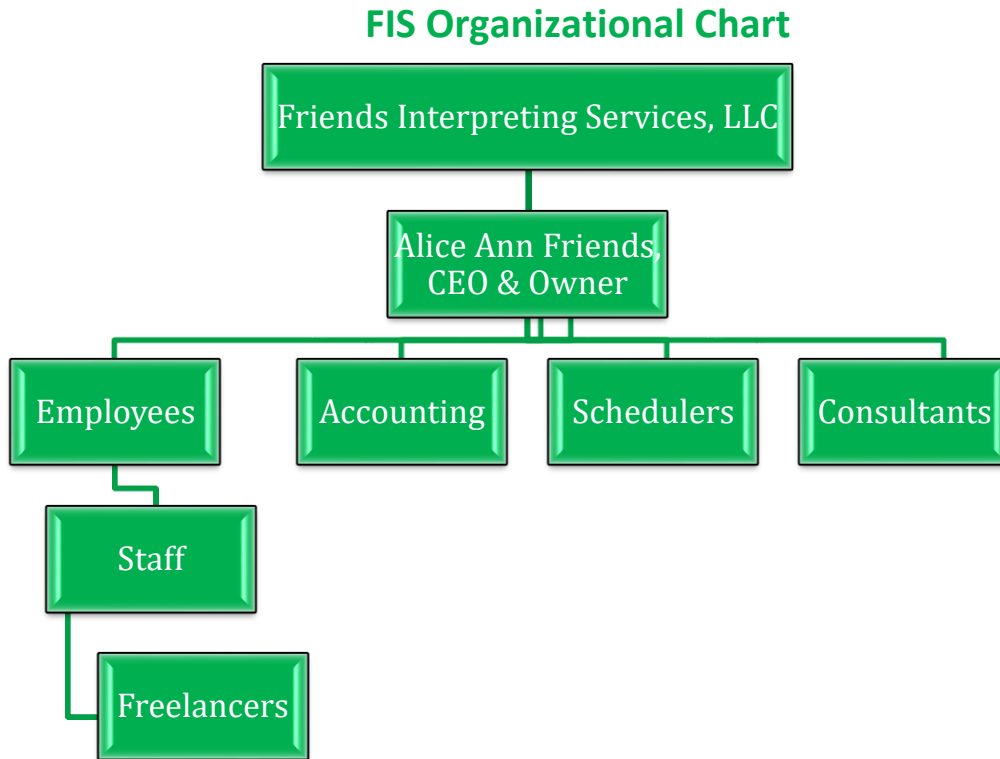 FIS Organizational Chart
Friends Interpreting Services, LLC
Alice Ann Friends,
CEO & Owner
Employees
Accounting
Schedulers
Consultants
Staff
Freelancers